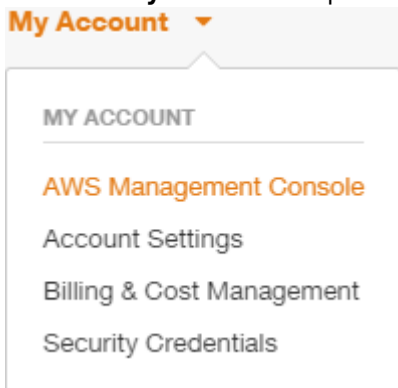 My Account
MY ACCOUNT
AWS Management Console
Account Settings
Billing & Cost Management
Security Credentials